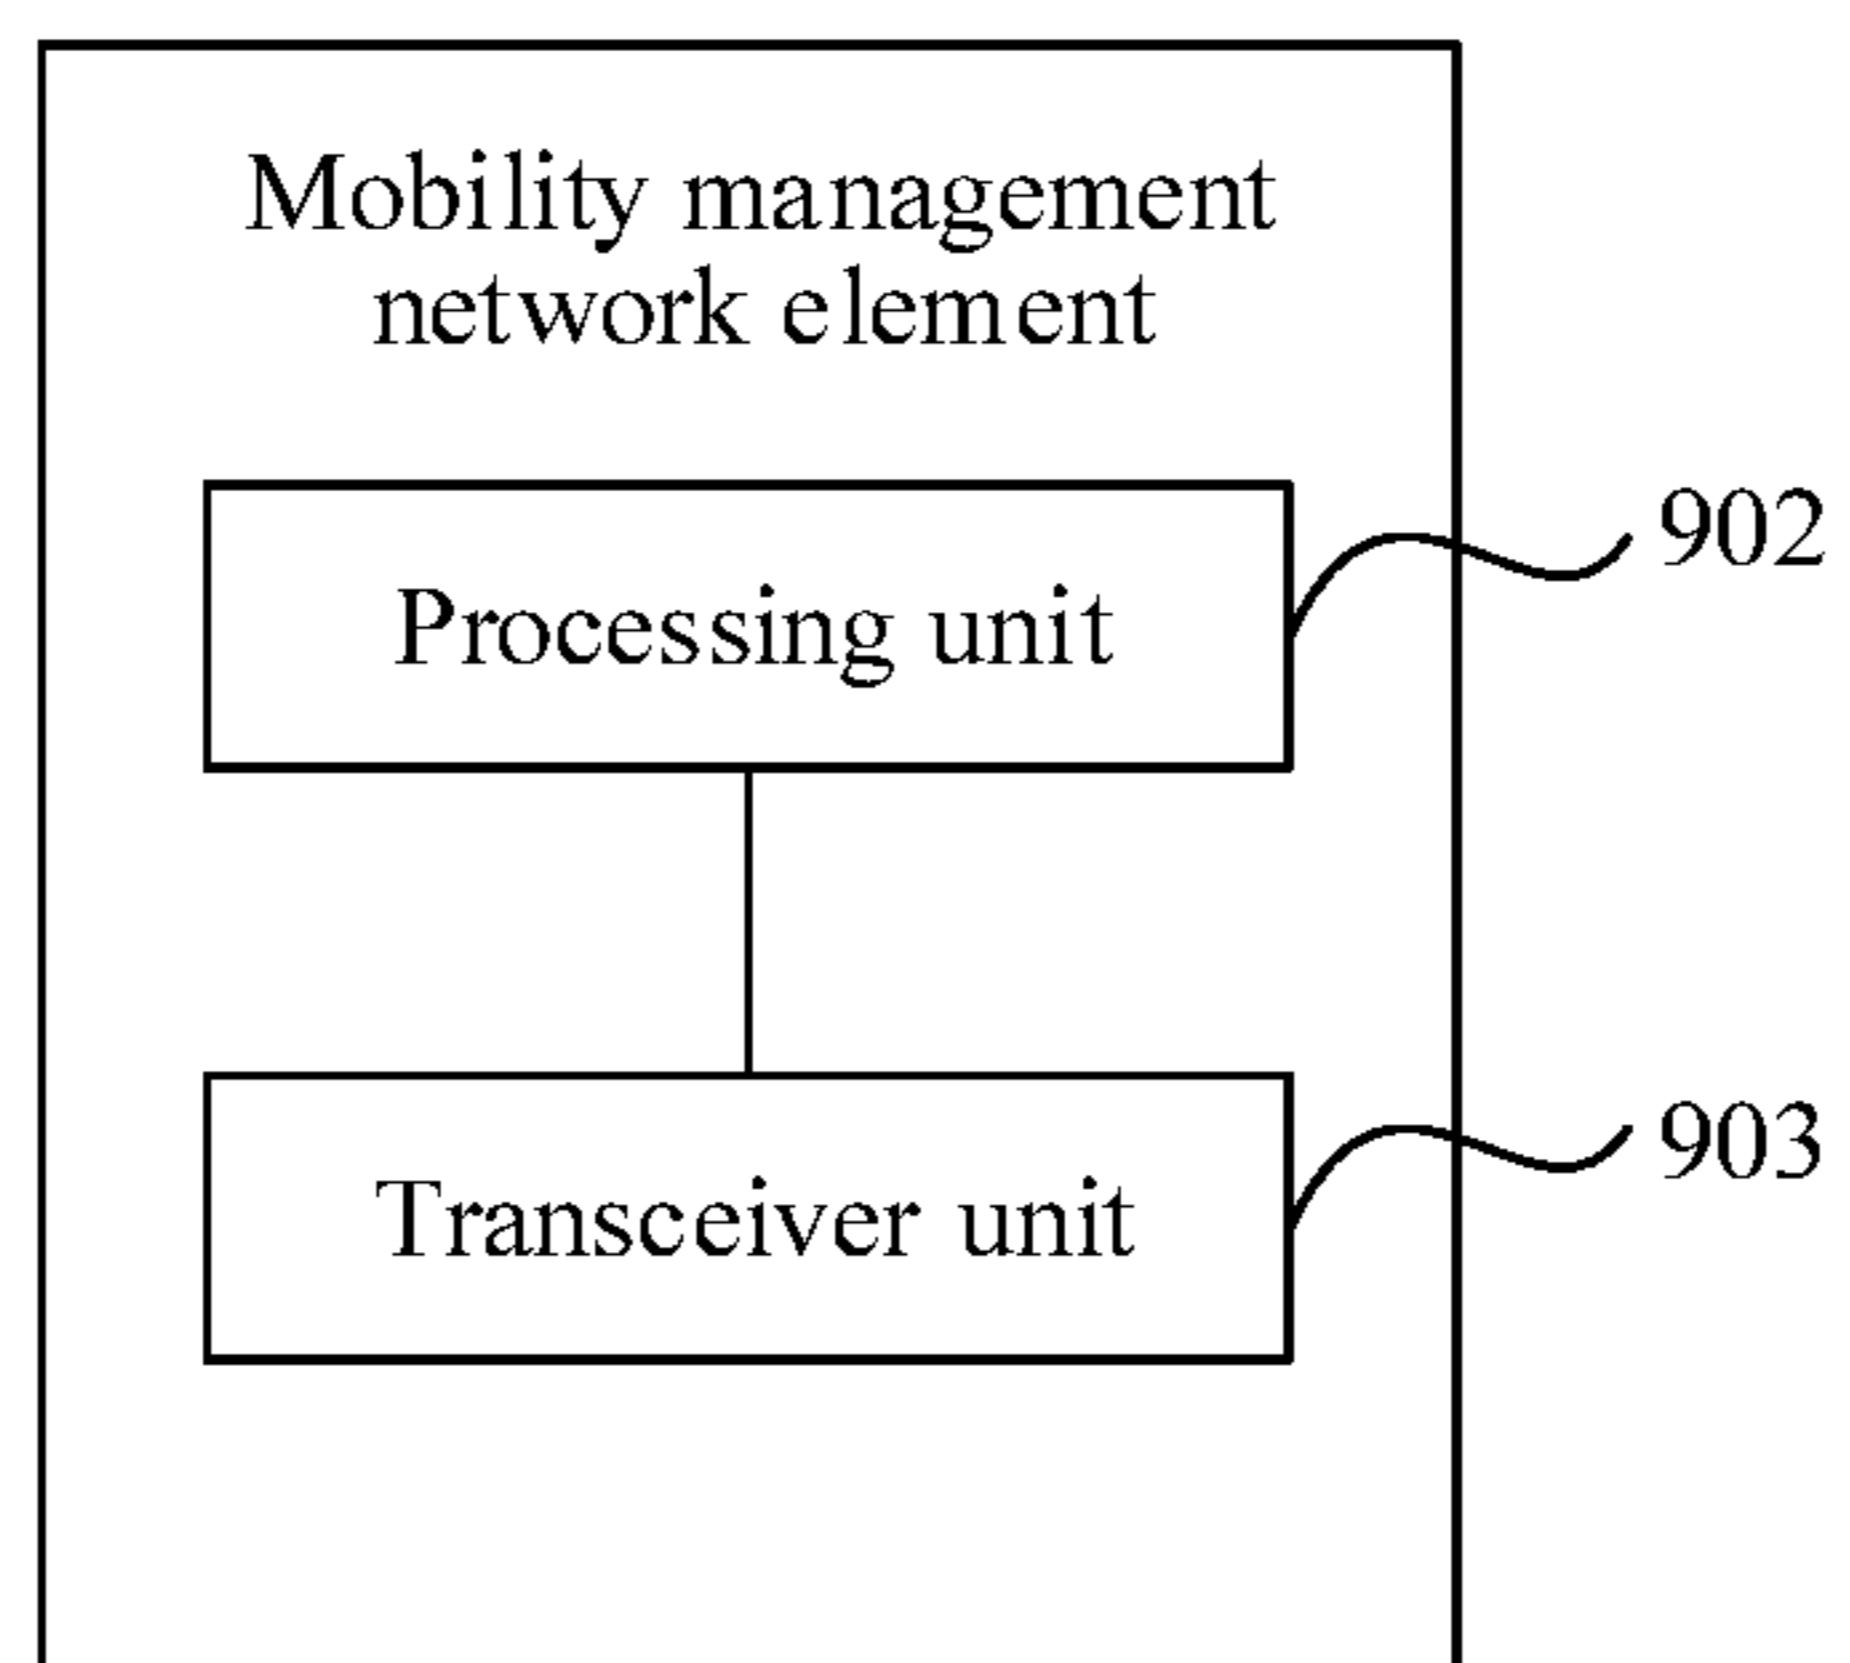 Mobility management
network element
Processing unit
902
Transceiver unit
903